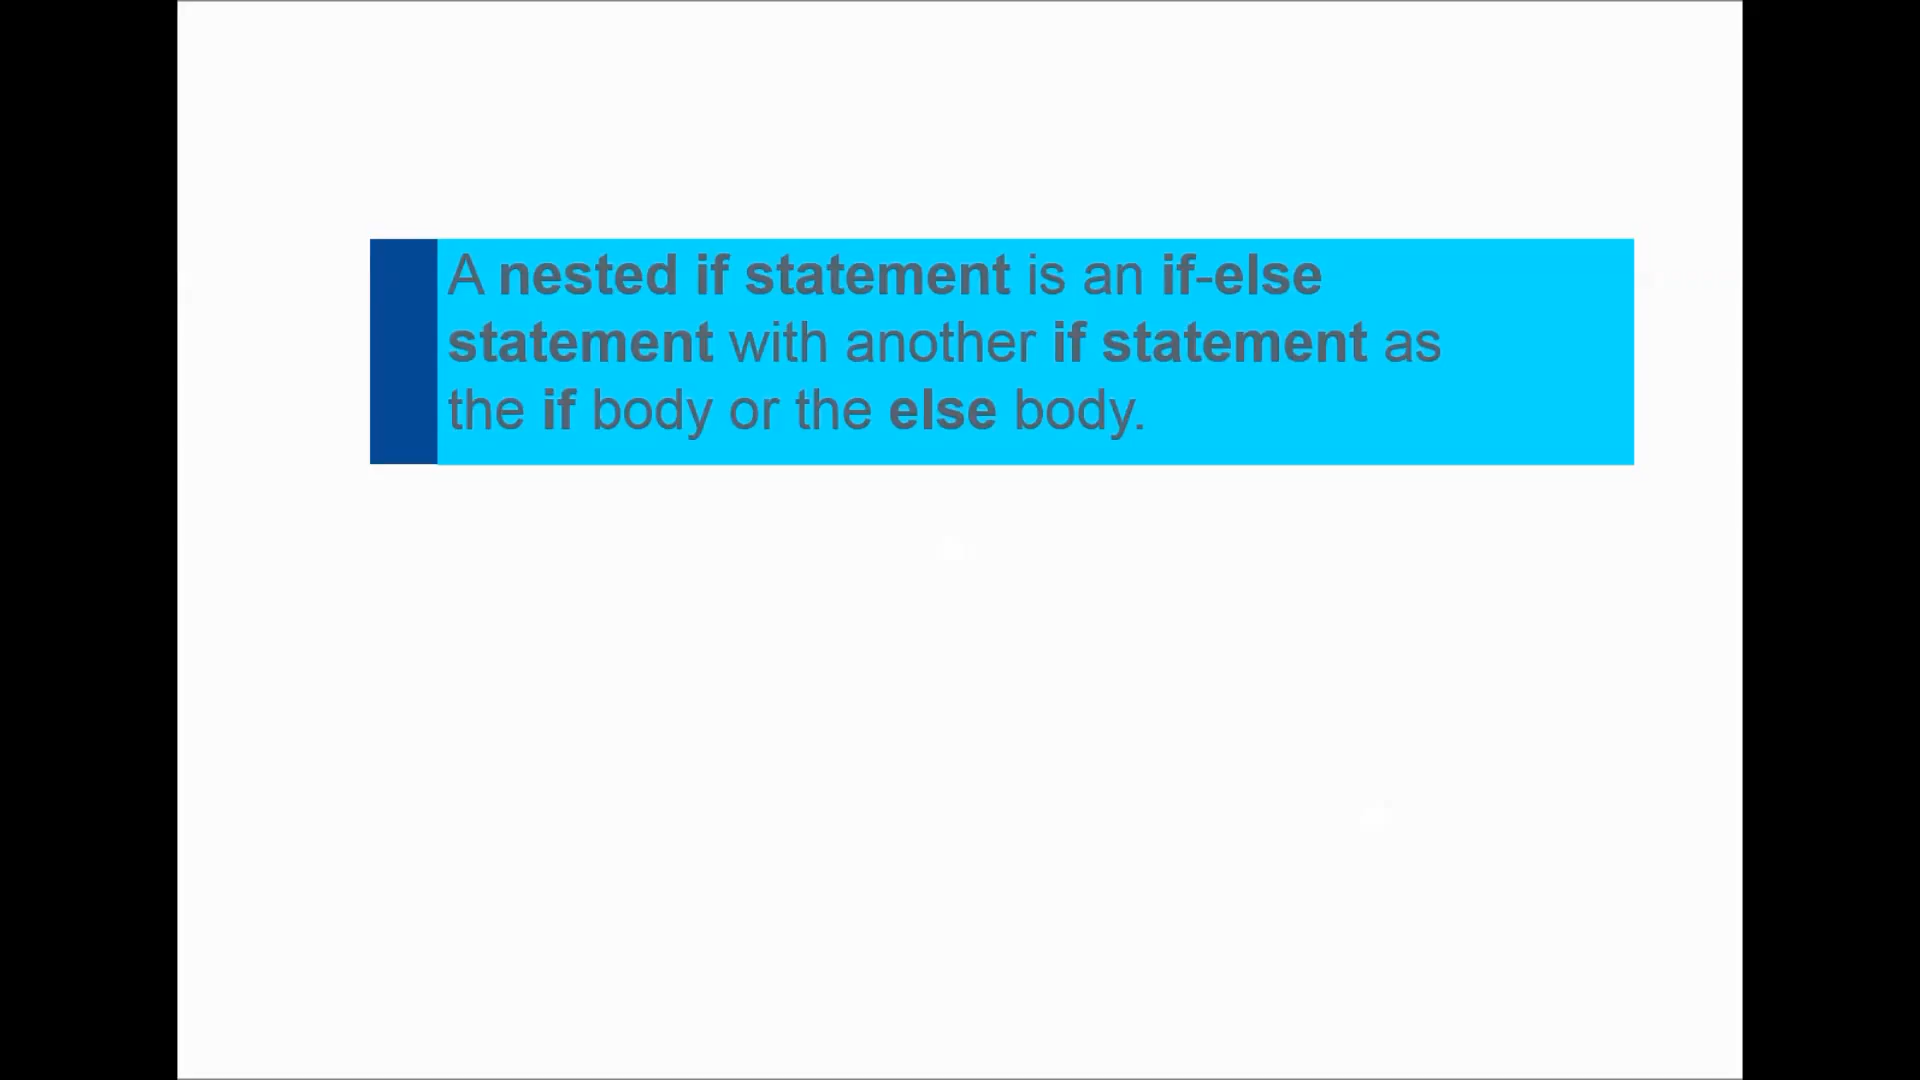 A nested if statement is an if-else
statement with another if statement as
the if body or the else body.